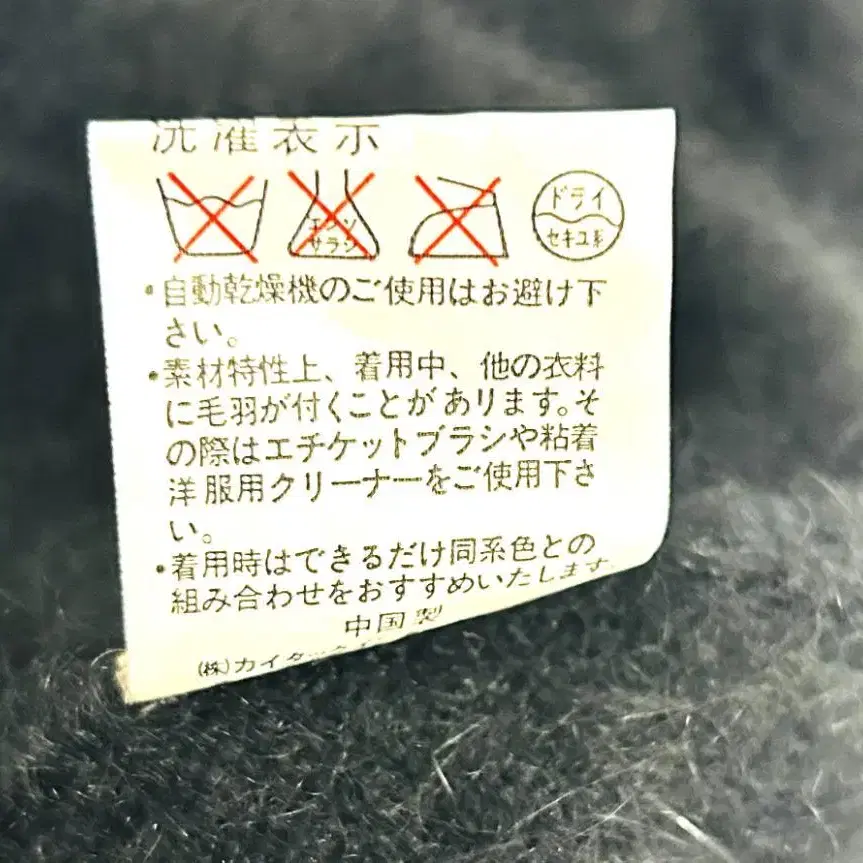 洗濯表示
エンソ
サラシ
ドライ
セキユ系
・自動乾燥機のご使用はお避け下
さい。
・素材特性上、着用中、他の衣料
に毛羽が付くことがあります。そ
の際はエチケットブラシや粘着
洋服用クリーナーをご使用下さ
い。
・着用時はできるだけ同系色との
組み合わせをおすすめいたします
中国製
(株)カイタック